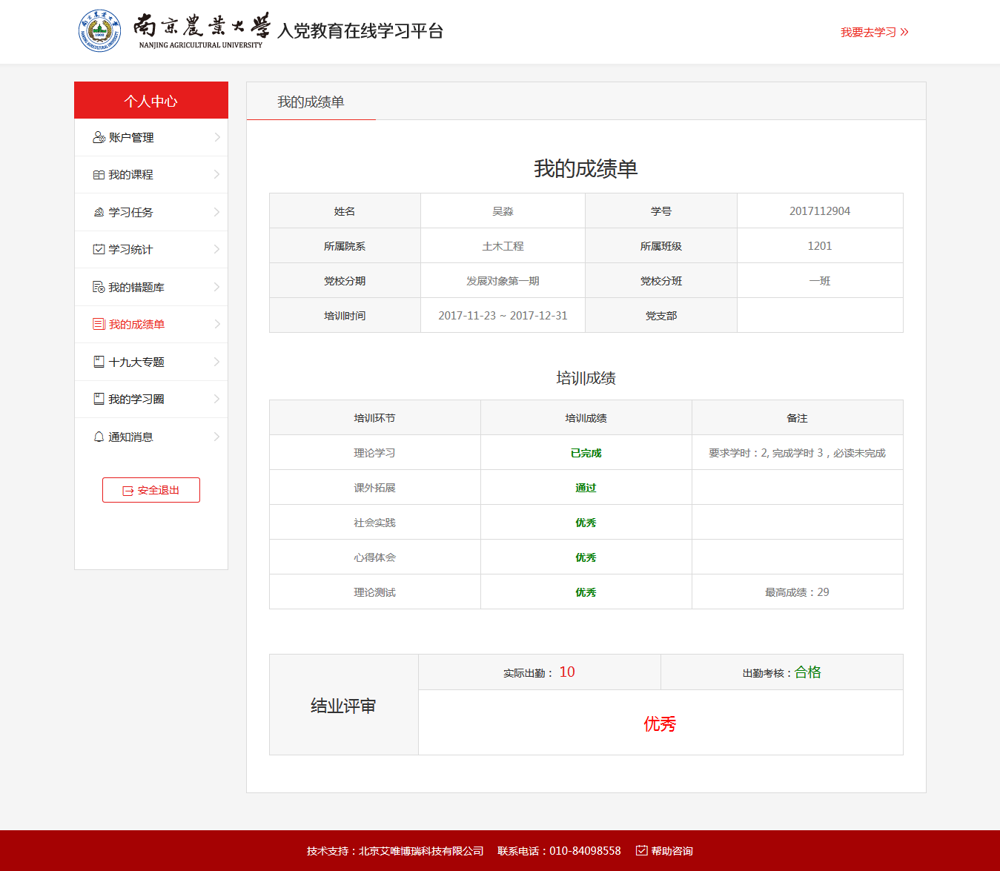 南京農業大学 入党教育在线学习平台
NANJING AGRICULTURAL UNIVERSITY
我要去学习
个人中心
账户管理
我的课程
学习任务
学习统计
我的错题库
我的成绩单
十九大专题
我的学习圈
通知消息
安全退出
我的成绩单
我的成绩单
姓名 吴淼 学号 2017112904
所属院系 土木工程 所属班级 1201
党校分期 发展对象第一期 党校分班 一班
培训时间 2017-11-23 ~ 2017-12-31 党支部
培训成绩
培训环节 培训成绩 备注
理论学习 已完成 要求学时：2, 完成学时 3，必读未完成
课外拓展 通过
社会实践 优秀
心得体会 优秀
理论测试 优秀 最高成绩：29
结业评审 实际出勤： 10 出勤考核：合格
优秀
技术支持：北京艾唯博瑞科技有限公司 联系电话：010-84098558 帮助咨询